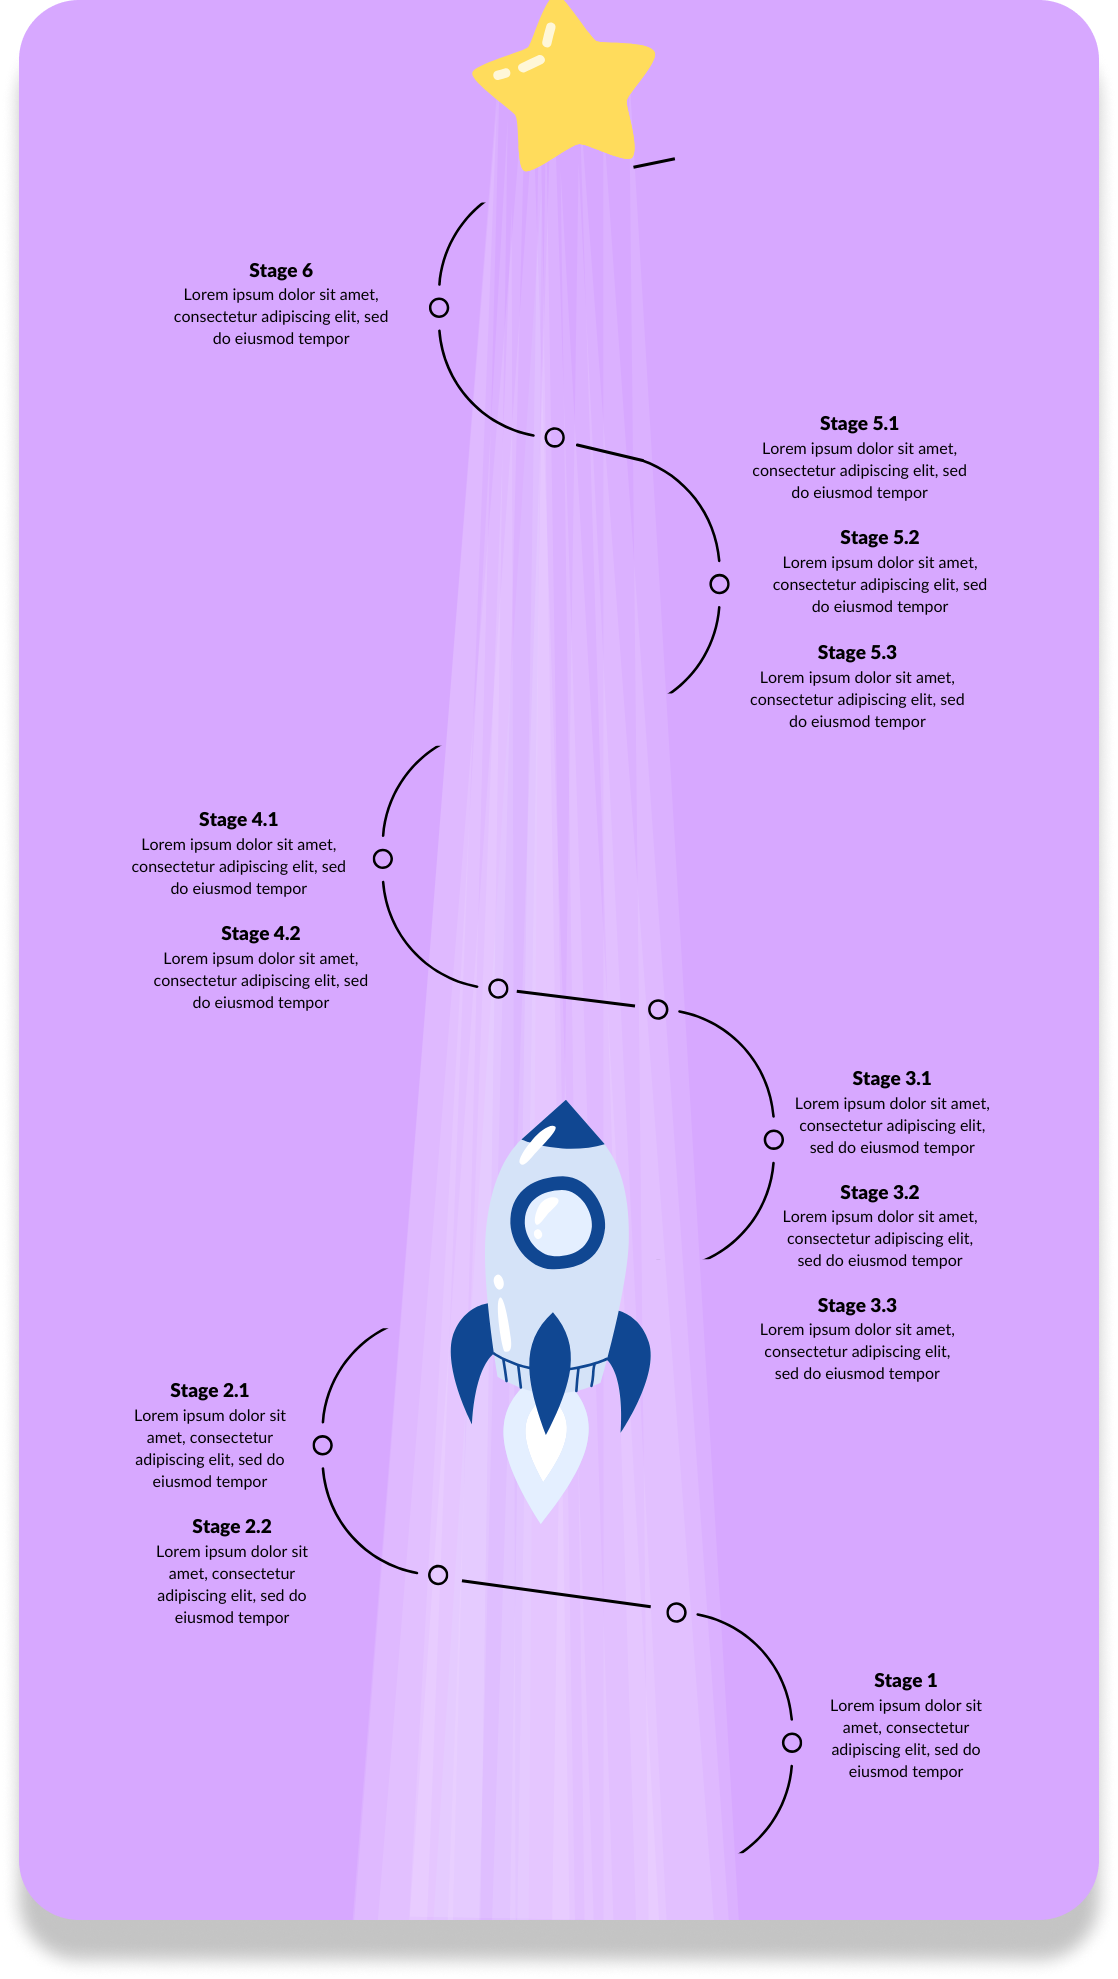 Stage 6
Lorem ipsum dolor sit amet,
consectetur adipiscing elit, sed
do eiusmod tempor
Stage 5.1
Lorem ipsum dolor sit amet,
consectetur adipiscing elit, sed
do eiusmod tempor
Stage 5.2
Lorem ipsum dolor sit amet,
consectetur adipiscing elit, sed
do eiusmod tempor
Stage 5.3
Lorem ipsum dolor sit amet,
consectetur adipiscing elit, sed
do eiusmod tempor
Stage 4.1
Lorem ipsum dolor sit amet,
consectetur adipiscing elit, sed
do eiusmod tempor
Stage 4.2
Lorem ipsum dolor sit amet,
consectetur adipiscing elit, sed
do eiusmod tempor
Stage 3.1
Lorem ipsum dolor sit amet,
consectetur adipiscing elit,
sed do eiusmod tempor
Stage 3.2
Lorem ipsum dolor sit amet,
consectetur adipiscing elit,
sed do eiusmod tempor
Stage 3.3
Lorem ipsum dolor sit amet,
consectetur adipiscing elit,
sed do eiusmod tempor
Stage 2.1
Lorem ipsum dolor sit
amet, consectetur
adipiscing elit, sed do
eiusmod tempor
Stage 2.2
Lorem ipsum dolor sit
amet, consectetur
adipiscing elit, sed do
eiusmod tempor
Stage 1
Lorem ipsum dolor sit
amet, consectetur
adipiscing elit, sed do
eiusmod tempor